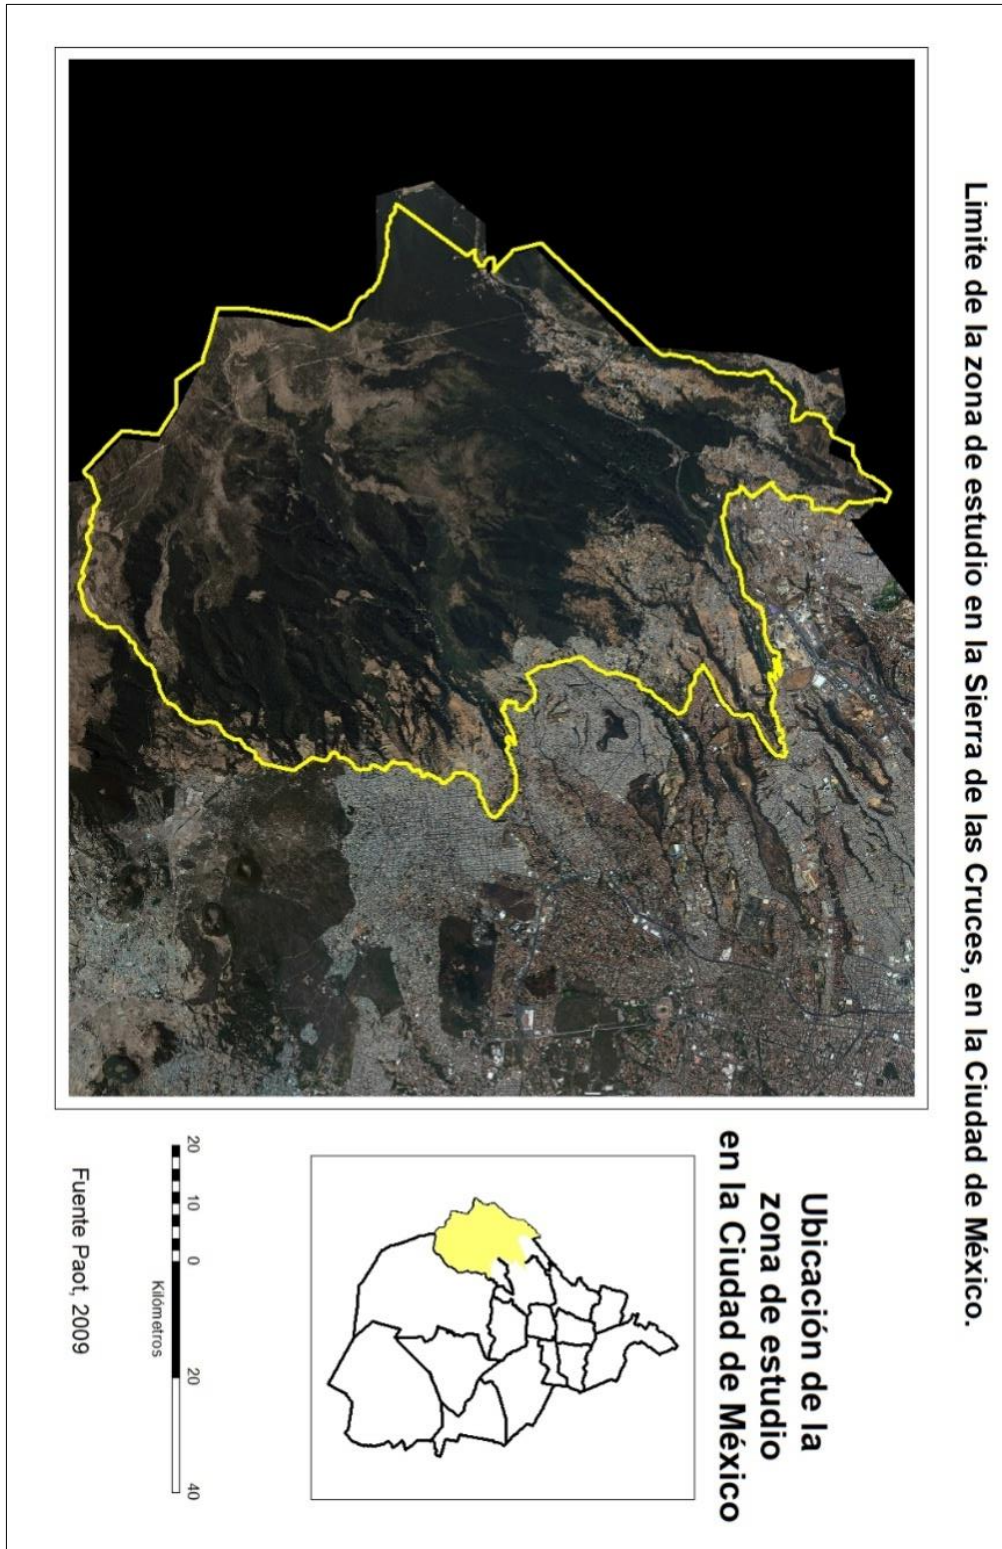 Limite de la zona de estudio en la Sierra de las Cruces, en la Ciudad de México.
Ubicación de la
zona de estudio
en la Ciudad de México
20 10 0 20 40
Kilómetros
Fuente Paot, 2009